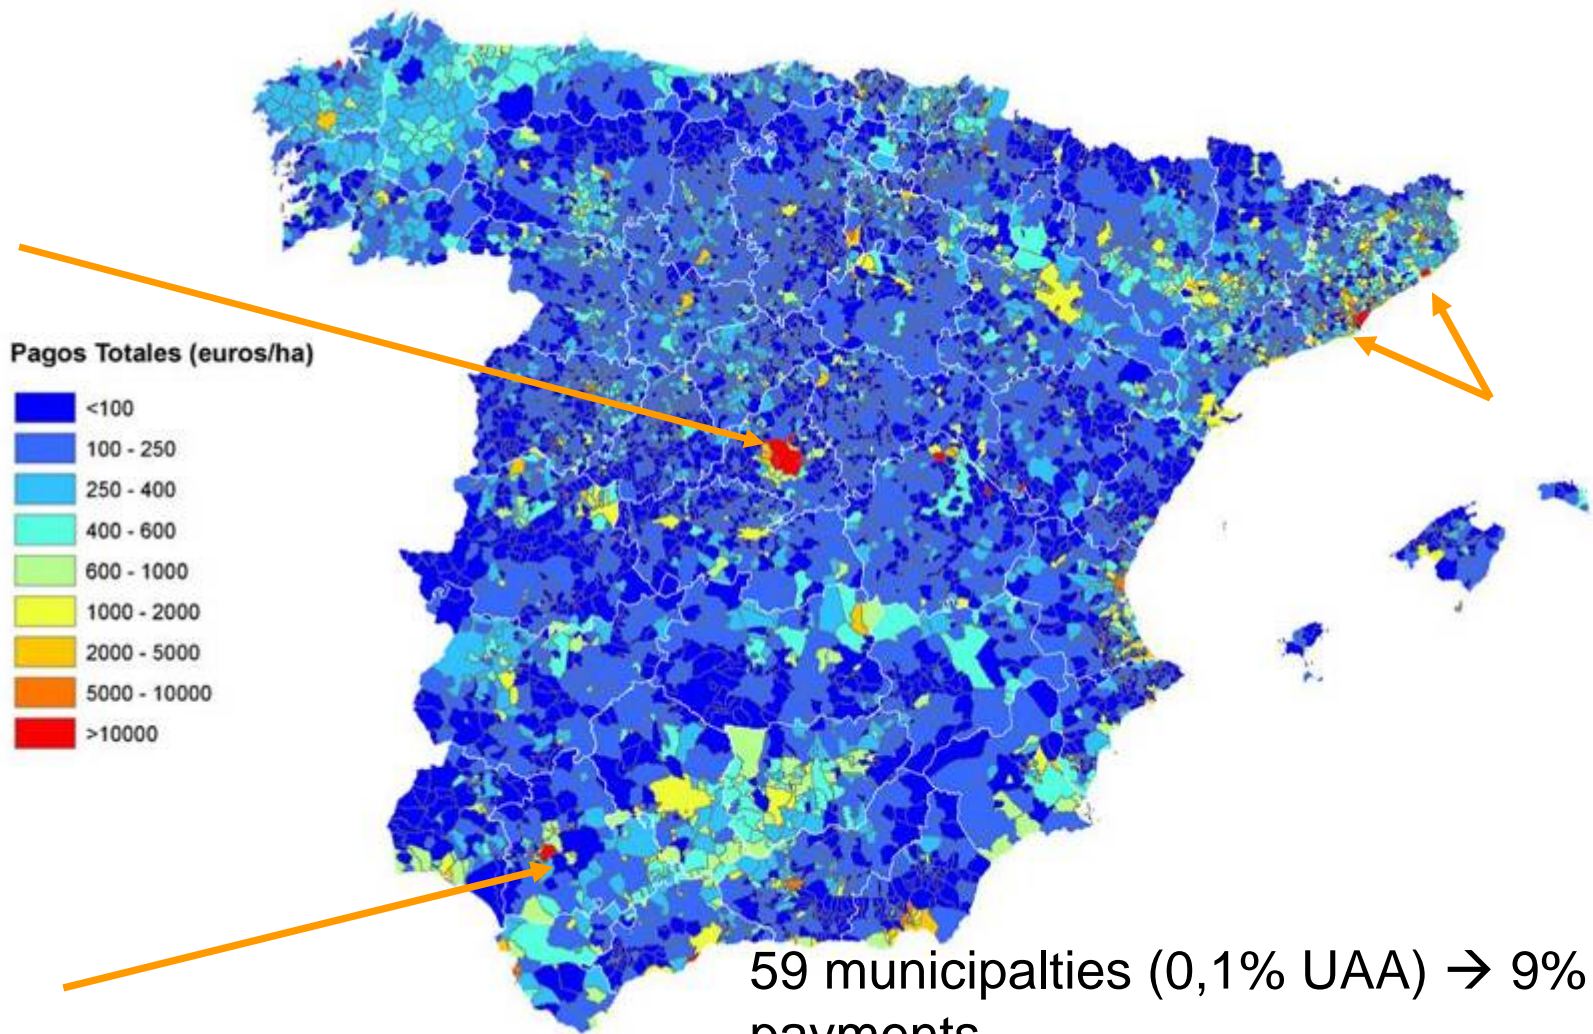 Pagos Totales (euros/ha)
<100
100 - 250
250 - 400
400 - 600
600 - 1000
1000 - 2000
2000 - 5000
5000 - 10000
>10000
59 municipalties (0,1% UAA) → 9%
payments